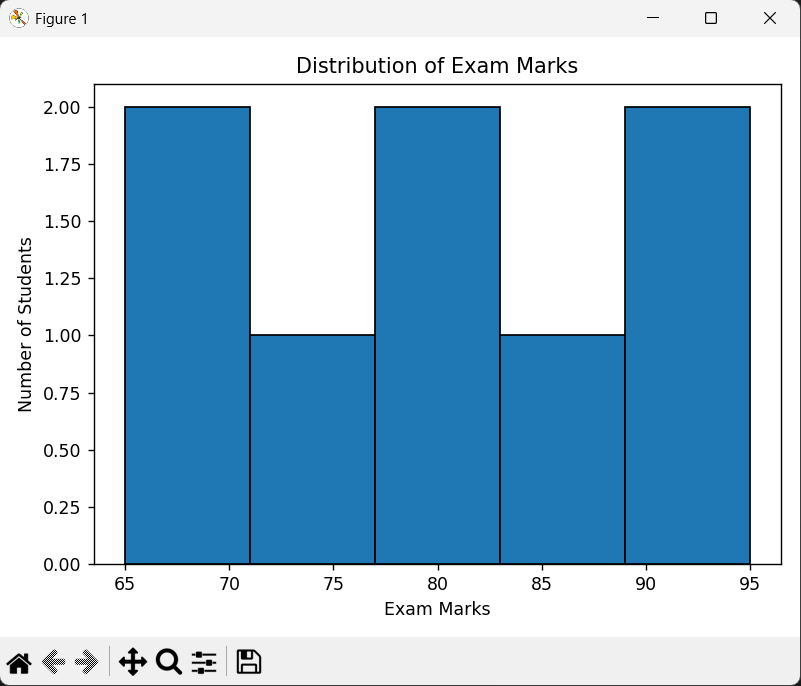 Figure 1
Distribution of Exam Marks
2.00
1.75
1.50
1.25
1.00
0.75
0.50
0.25
0.00
Number of Students
65 70 75 80 85 90 95
Exam Marks